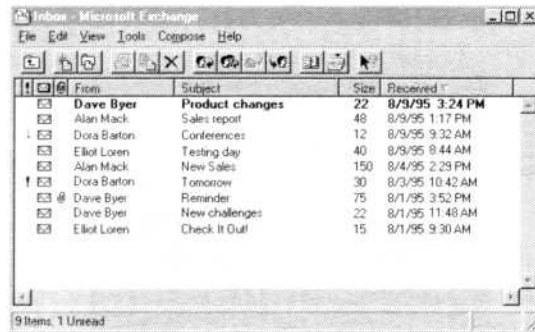 Inbox - Microsoft Exchange
File Edit View Tools Compose Help
! From Subject Size Received
Dave Byer Product changes 22 8/9/95 3:24 PM
Alan Mack Sales report 48 8/9/95 1:17 PM
Dora Barton Conferences 12 8/9/95 9:32 AM
Elliot Loren Testing day 40 8/9/95 8:44 AM
Alan Mack New Sales 150 8/4/95 2:29 PM
! Dora Barton Tomorrow 30 8/3/95 10:42 AM
Dave Byer Reminder 75 8/1/95 3:52 PM
Dave Byer New challenges 22 8/1/95 11:48 AM
Elliot Loren Check It Out! 15 8/1/95 9:30 AM
9 Items, 1 Unread